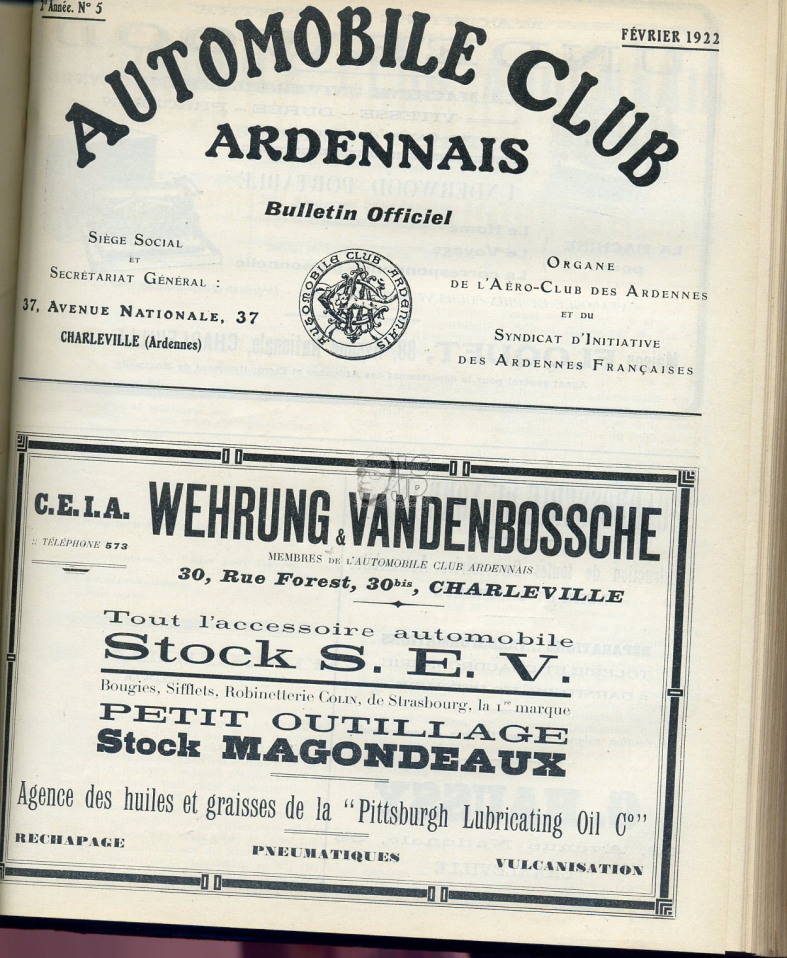 Année. N° 5
FÉVRIER 1922
AUTOMOBILE CLUB
ARDENNAIS
Bulletin Officiel
SIÈGE SOCIAL
ET
SECRÉTARIAT GÉNÉRAL :
37, AVENUE NATIONALE, 37
CHARLEVILLE (Ardennes)
AUTOMOBILE CLUB ARDENNAIS
ORGANE
DE L'AÉRO-CLUB DES ARDENNES
ET DU
SYNDICAT D'INITIATIVE
DES ARDENNES FRANÇAISES
C.E.I.A. WEHRUNG & VANDENBOSSCHE
:: TÉLÉPHONE 573
MEMBRES DE L'AUTOMOBILE CLUB ARDENNAIS
30, Rue Forest, 30bis, CHARLEVILLE
Tout l'accessoire automobile
Stock S. E. V.
Bougies, Sifflets, Robinetterie COLIN, de Strasbourg, la 1re marque
PETIT OUTILLAGE
Stock MAGONDEAUX
Agence des huiles et graisses de la "Pittsburgh Lubricating Oil Co"
RECHAPAGE PNEUMATIQUES VULCANISATION